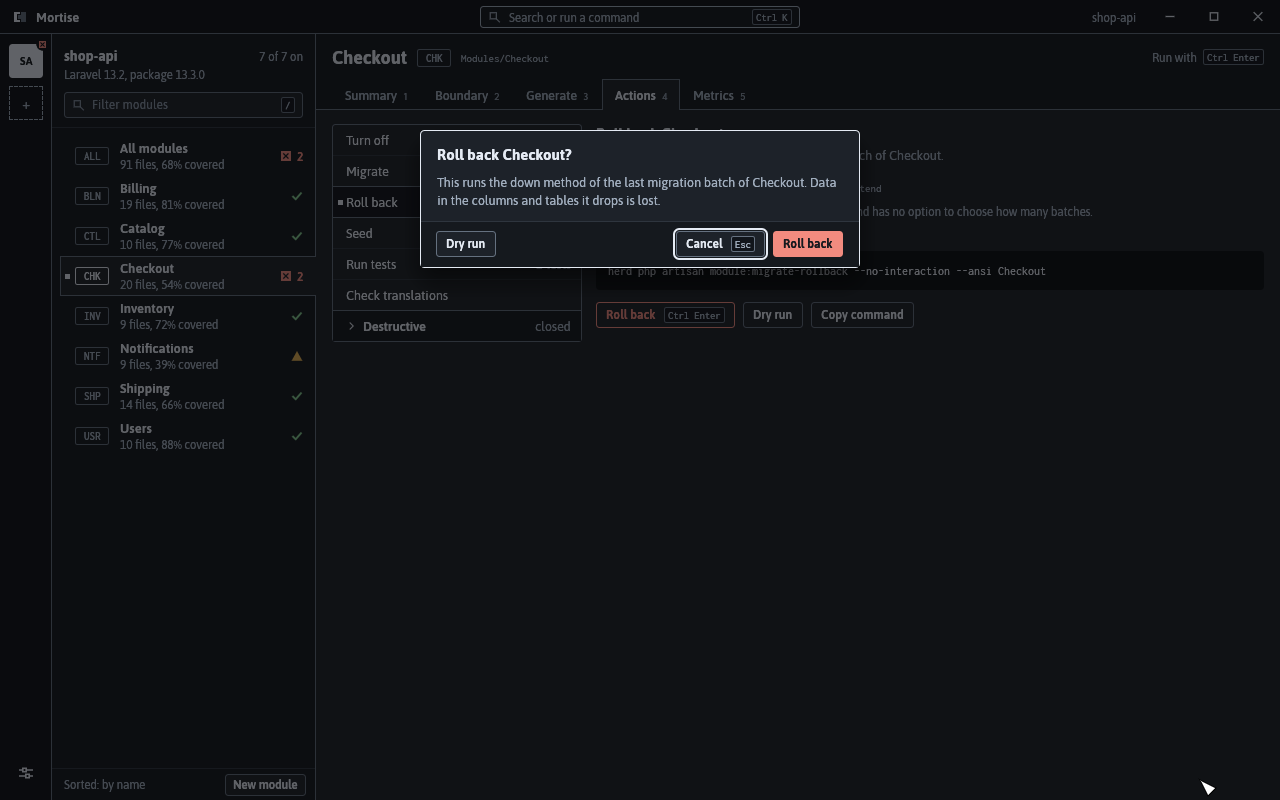 Mortise
Search or run a command
Ctrl K
shop-api
SA
+
shop-api
7 of 7 on
Laravel 13.2, package 13.3.0
Filter modules
/
ALL
All modules
91 files, 68% covered
2
BLN
Billing
19 files, 81% covered
CTL
Catalog
10 files, 77% covered
CHK
Checkout
20 files, 54% covered
2
INV
Inventory
9 files, 72% covered
NTF
Notifications
9 files, 39% covered
SHP
Shipping
14 files, 66% covered
USR
Users
10 files, 88% covered
Sorted: by name
New module
Checkout
CHK
Modules/Checkout
Run with
Ctrl Enter
Summary 1
Boundary 2
Generate 3
Actions 4
Metrics 5
Turn off
Migrate
Roll back
Seed
Run tests
Check translations
Destructive
closed
Roll back Checkout?
This runs the down method of the last migration batch of Checkout. Data
in the columns and tables it drops is lost.
Dry run
Cancel
Esc
Roll back
of Checkout.
has no option to choose how many batches.
herd php artisan module:migrate-rollback --no-interaction --ansi Checkout
Roll back
Ctrl Enter
Dry run
Copy command